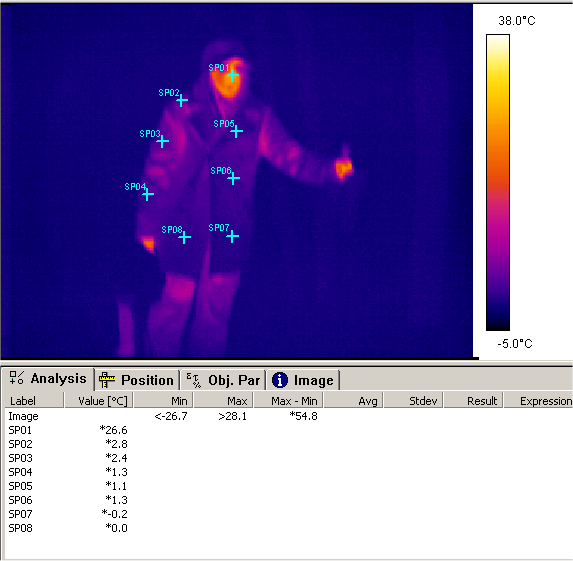 38.0°C
SP01
SP02
SP05
SP03
SP06
SP04
SP08
SP07
-5.0°C
Analysis Position ετ% Obj. Par Image
Label Value [°C] Min Max Max - Min Avg Stdev Result Expression
Image <-26.7 >28.1 *54.8
SP01 *26.6
SP02 *2.8
SP03 *2.4
SP04 *1.3
SP05 *1.1
SP06 *1.3
SP07 *-0.2
SP08 *0.0